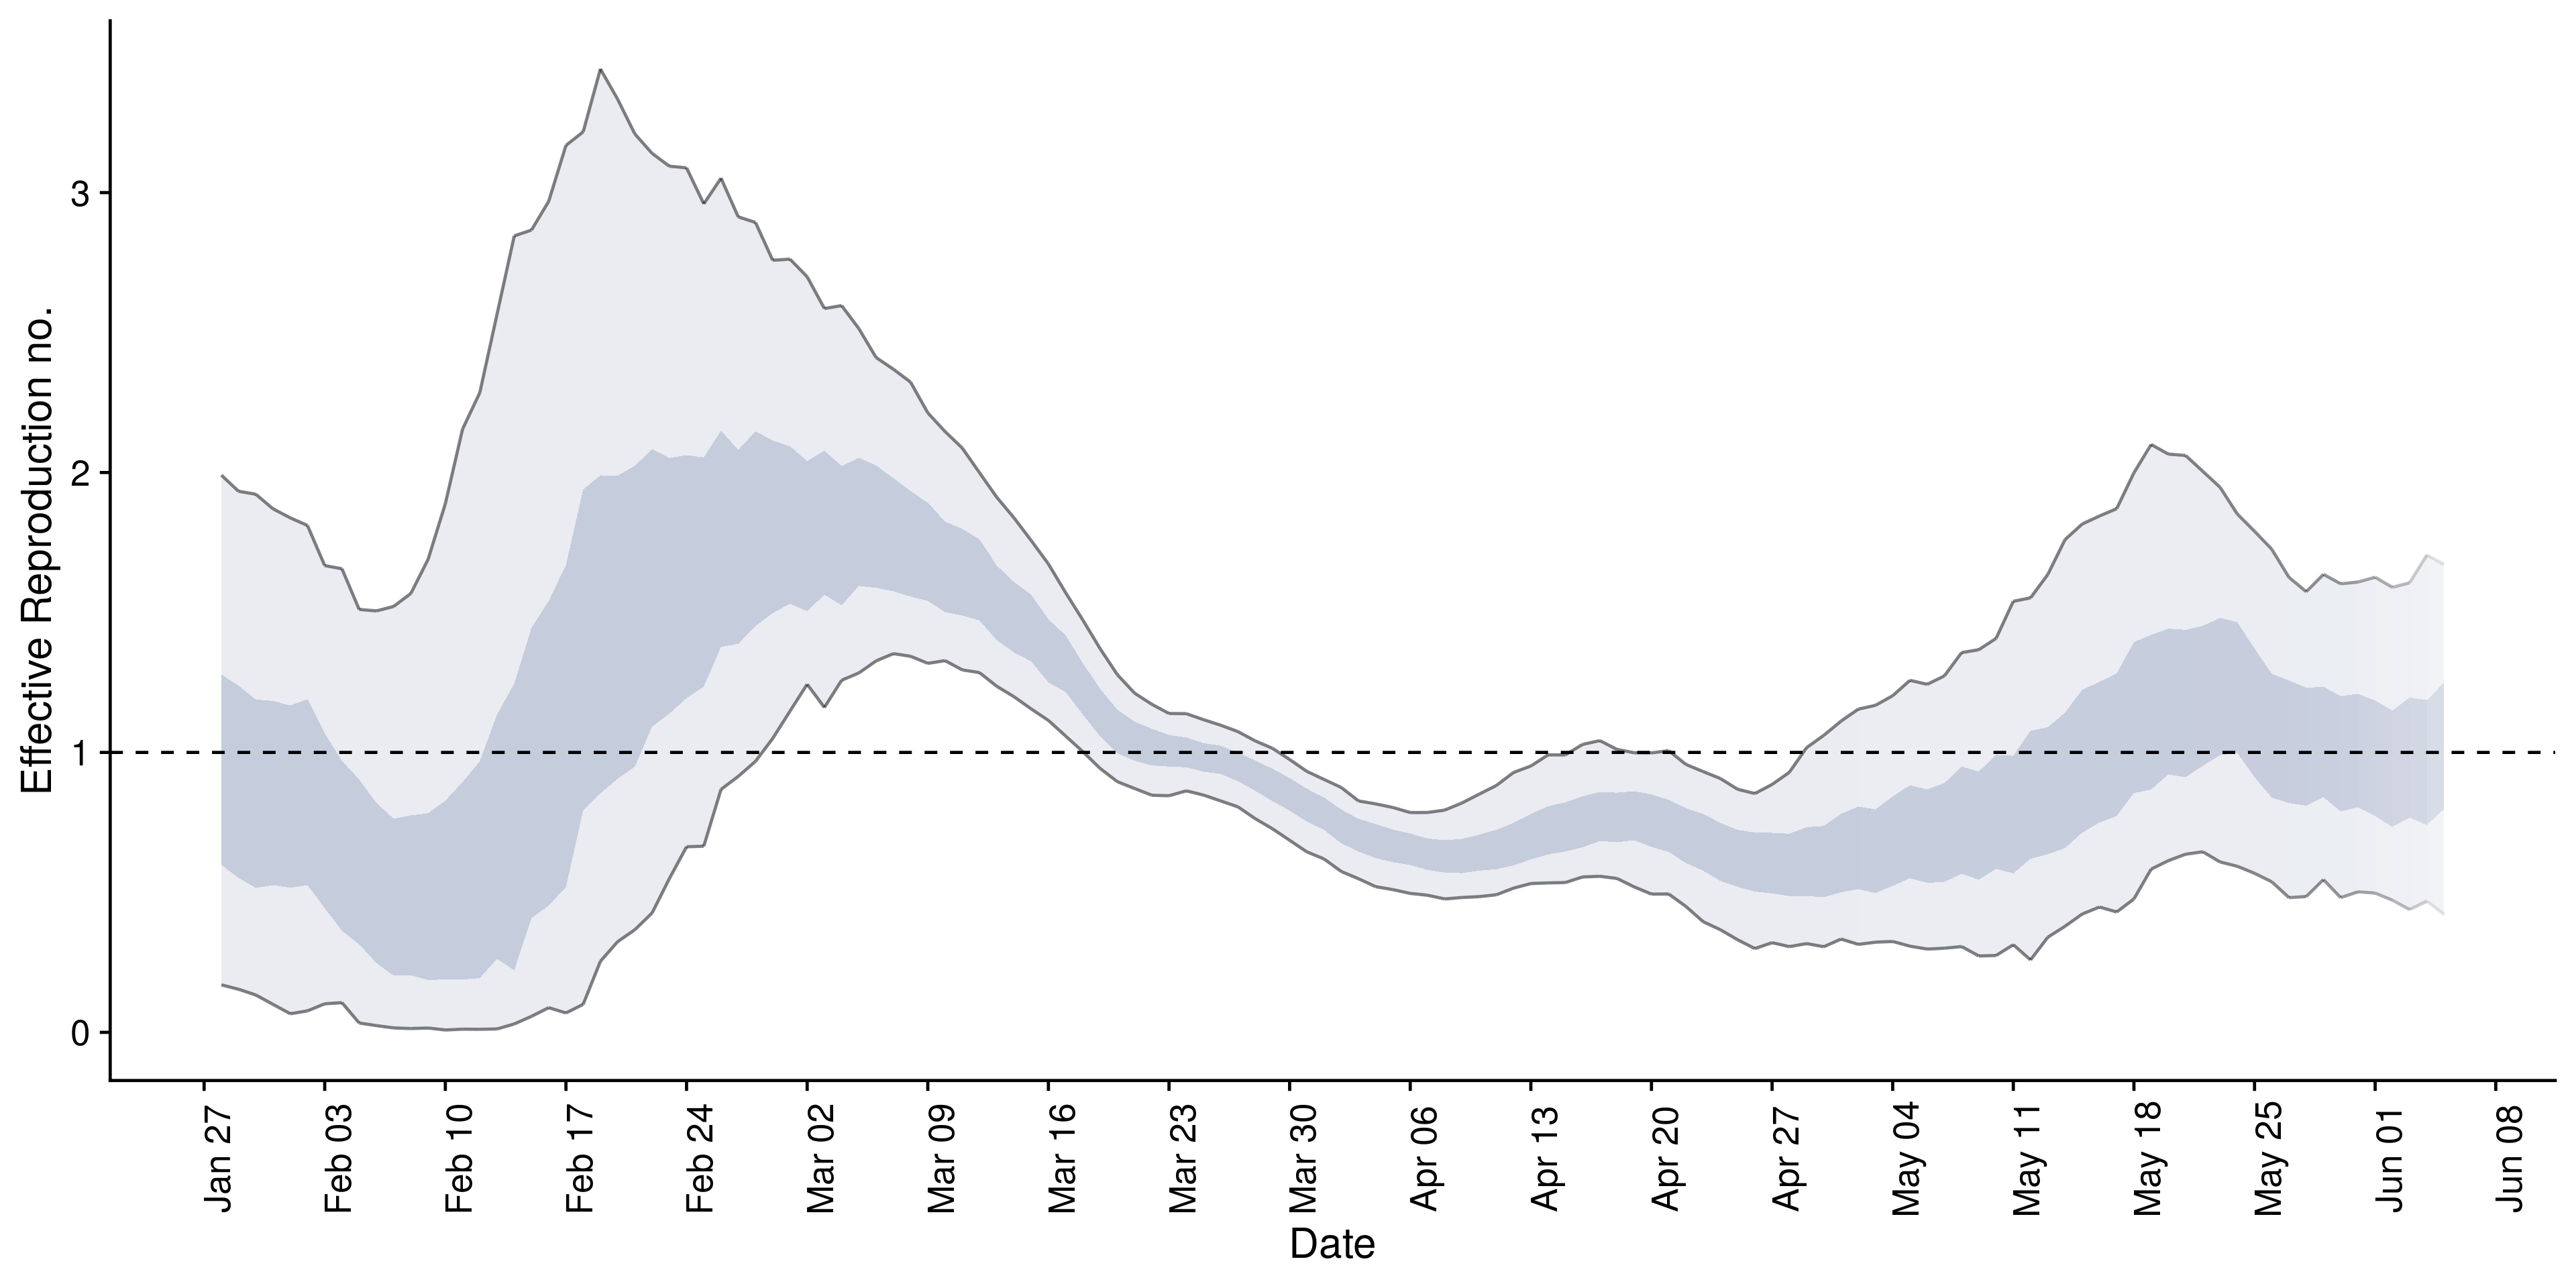 Effective Reproduction no.
3
2
1
0
Jan 27
Feb 03
Feb 10
Feb 17
Feb 24
Mar 02
Mar 09
Mar 16
Mar 23
Mar 30
Apr 06
Apr 13
Apr 20
Apr 27
May 04
May 11
May 18
May 25
Jun 01
Jun 08
Date